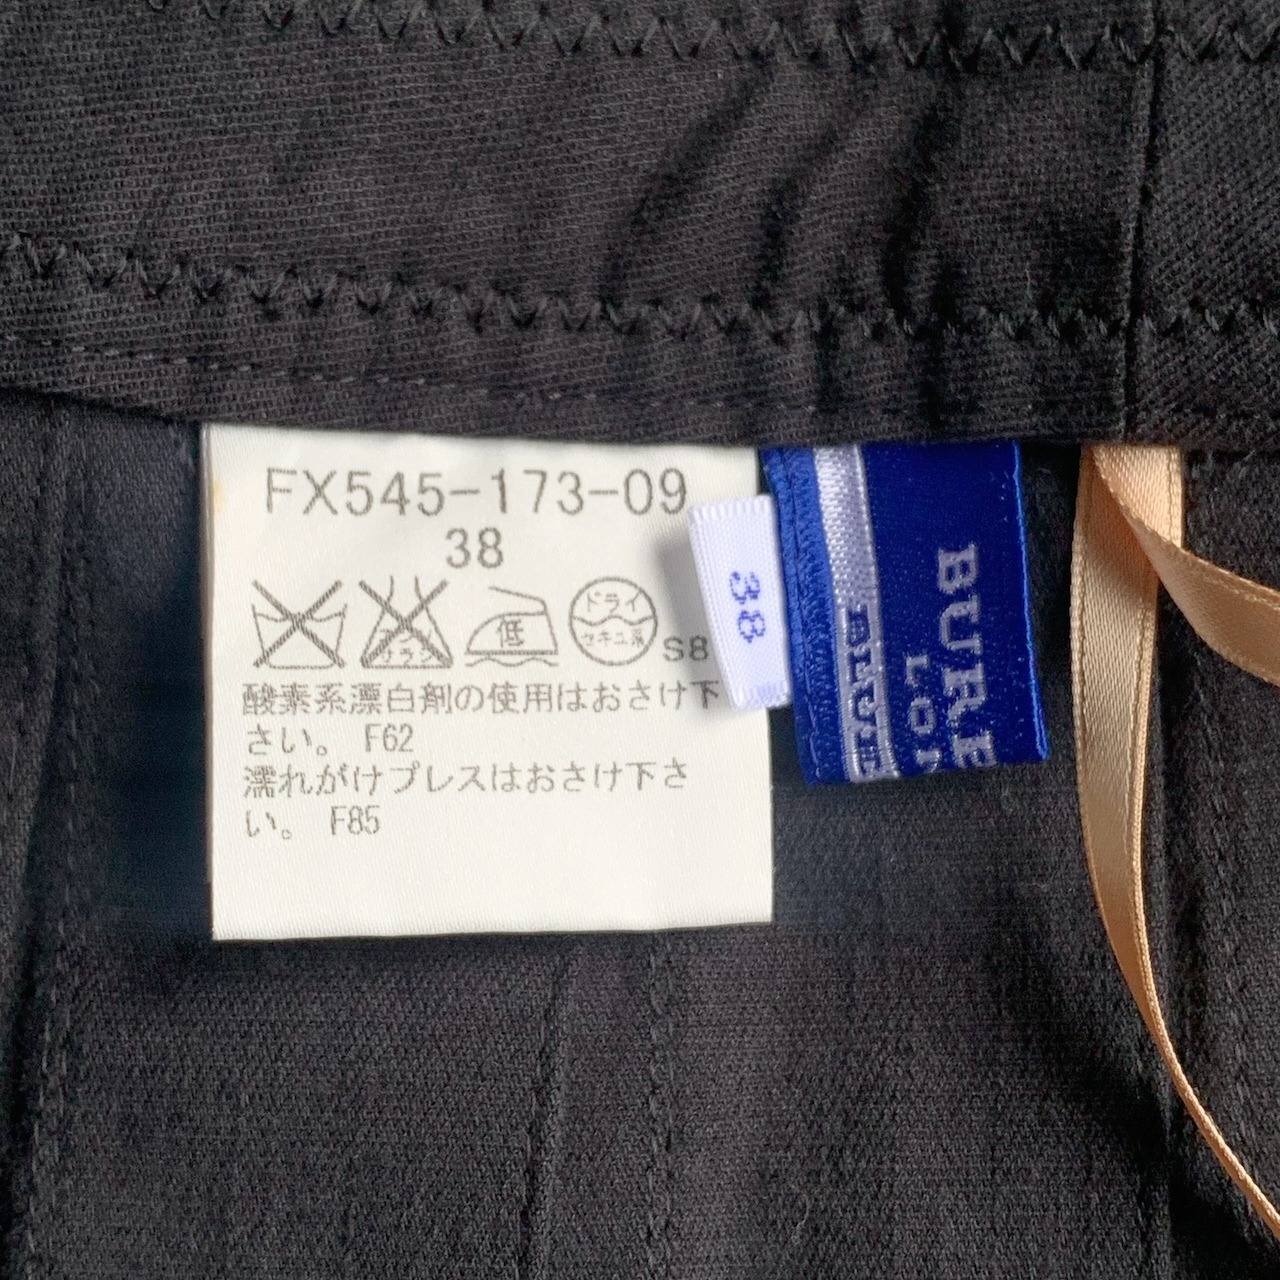 FX545-173-09
38
低
ドライ
セキユ系
S8
酸素系漂白剤の使用はおさけ下
さい。 F62
濡れがけプレスはおさけ下さ
い。 F85
38
BURB
LON
BLUE